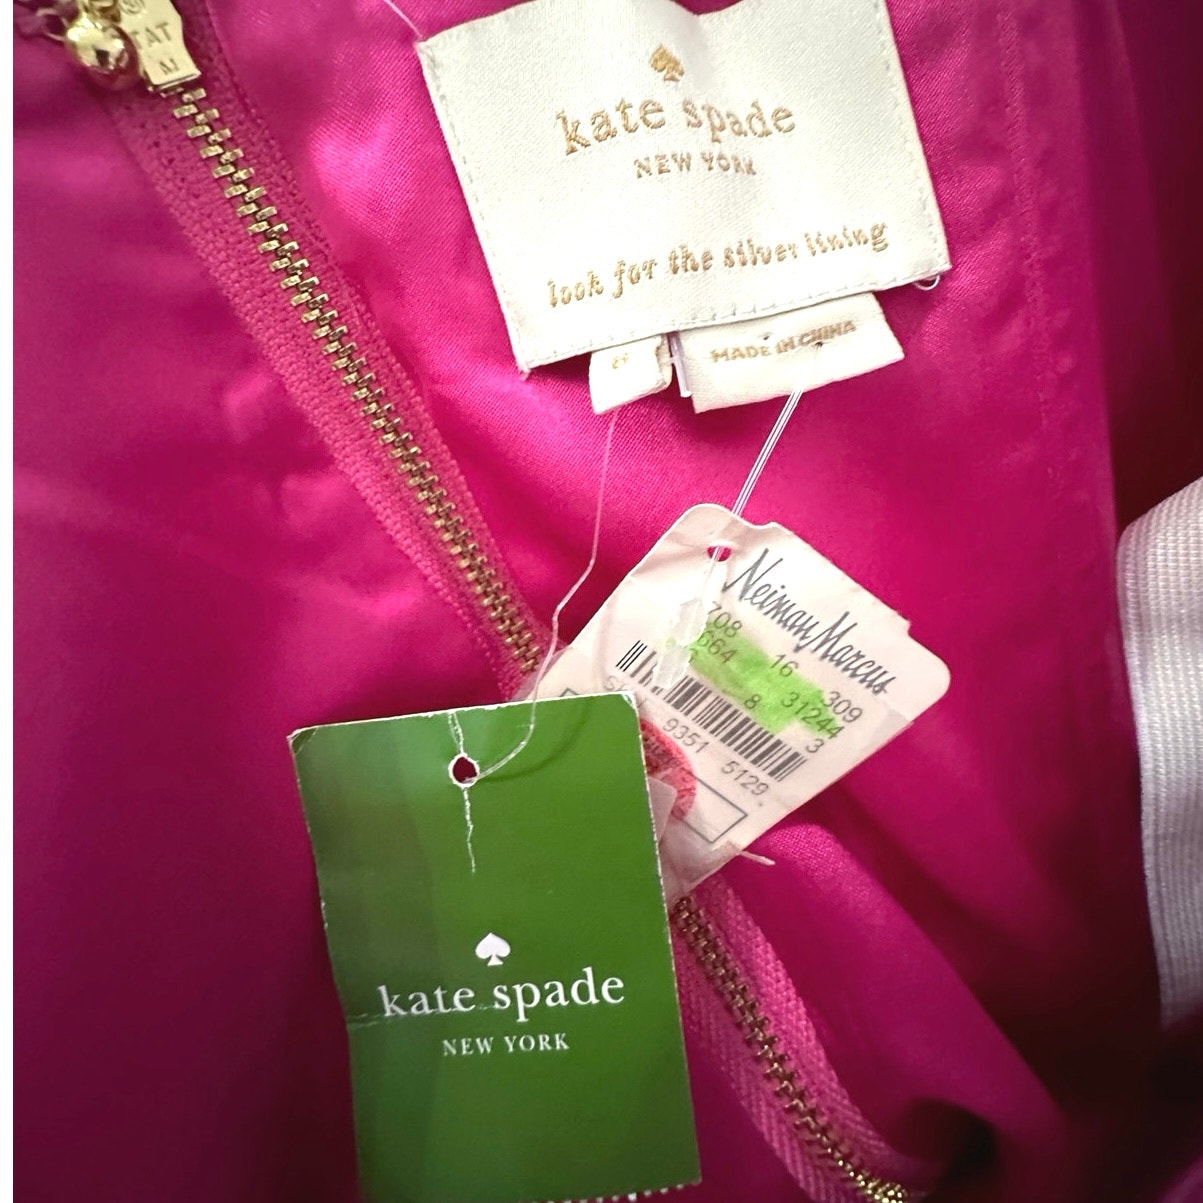 kate spade
NEW YORK
look for the silver lining
MADE IN CHINA
Neiman Marcus
708 16 309
664 8 31244
3
9351 5129
kate spade
NEW YORK